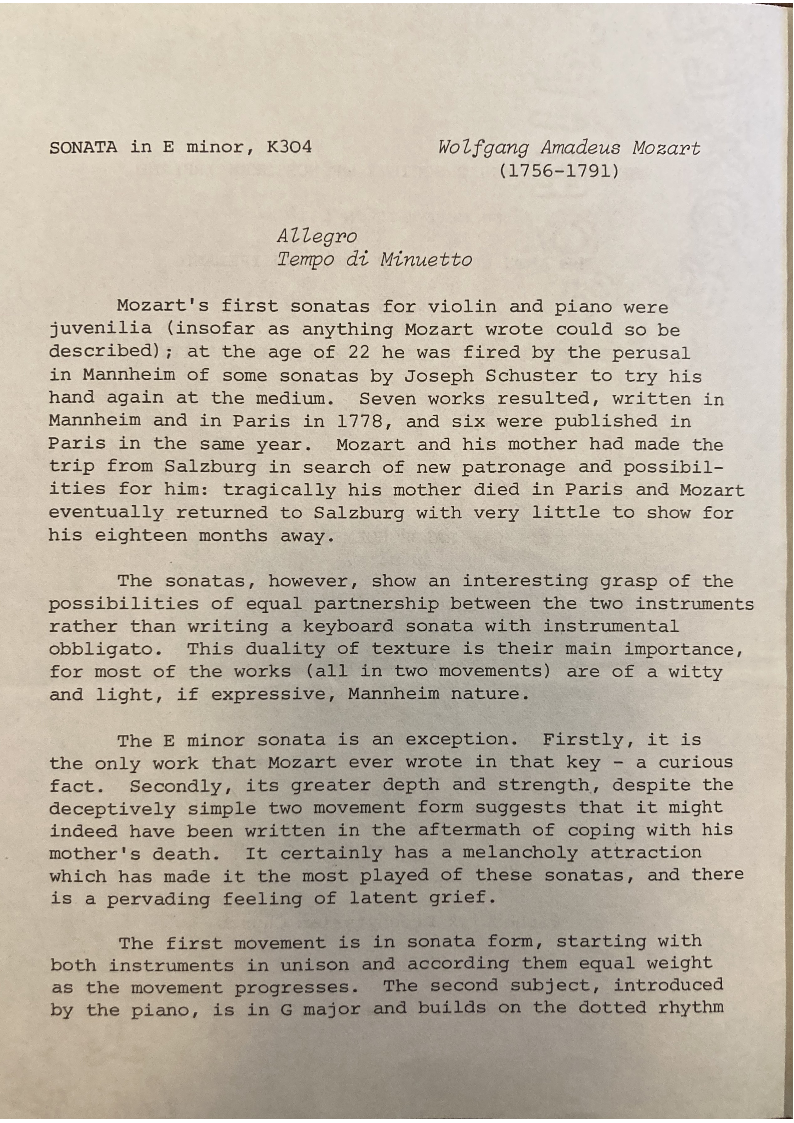 SONATA in E minor, K304 Wolfgang Amadeus Mozart
(1756-1791)
Allegro
Tempo di Minuetto
Mozart's first sonatas for violin and piano were
juvenilia (insofar as anything Mozart wrote could so be
described); at the age of 22 he was fired by the perusal
in Mannheim of some sonatas by Joseph Schuster to try his
hand again at the medium. Seven works resulted, written in
Mannheim and in Paris in 1778, and six were published in
Paris in the same year. Mozart and his mother had made the
trip from Salzburg in search of new patronage and possibil-
ities for him: tragically his mother died in Paris and Mozart
eventually returned to Salzburg with very little to show for
his eighteen months away.
The sonatas, however, show an interesting grasp of the
possibilities of equal partnership between the two instruments
rather than writing a keyboard sonata with instrumental
obbligato. This duality of texture is their main importance,
for most of the works (all in two movements) are of a witty
and light, if expressive, Mannheim nature.
The E minor sonata is an exception. Firstly, it is
the only work that Mozart ever wrote in that key - a curious
fact. Secondly, its greater depth and strength, despite the
deceptively simple two movement form suggests that it might
indeed have been written in the aftermath of coping with his
mother's death. It certainly has a melancholy attraction
which has made it the most played of these sonatas, and there
is a pervading feeling of latent grief.
The first movement is in sonata form, starting with
both instruments in unison and according them equal weight
as the movement progresses. The second subject, introduced
by the piano, is in G major and builds on the dotted rhythm